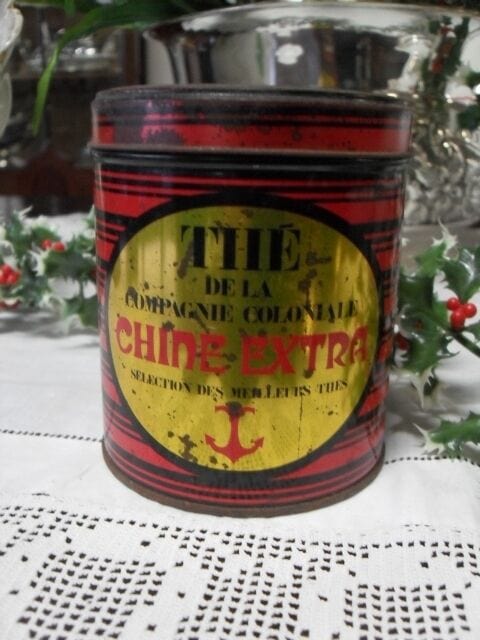 THÉ
DE LA
COMPAGNIE COLONIALE
CHINE EXTRA
SÉLECTION DES MEILLEURS THÉS